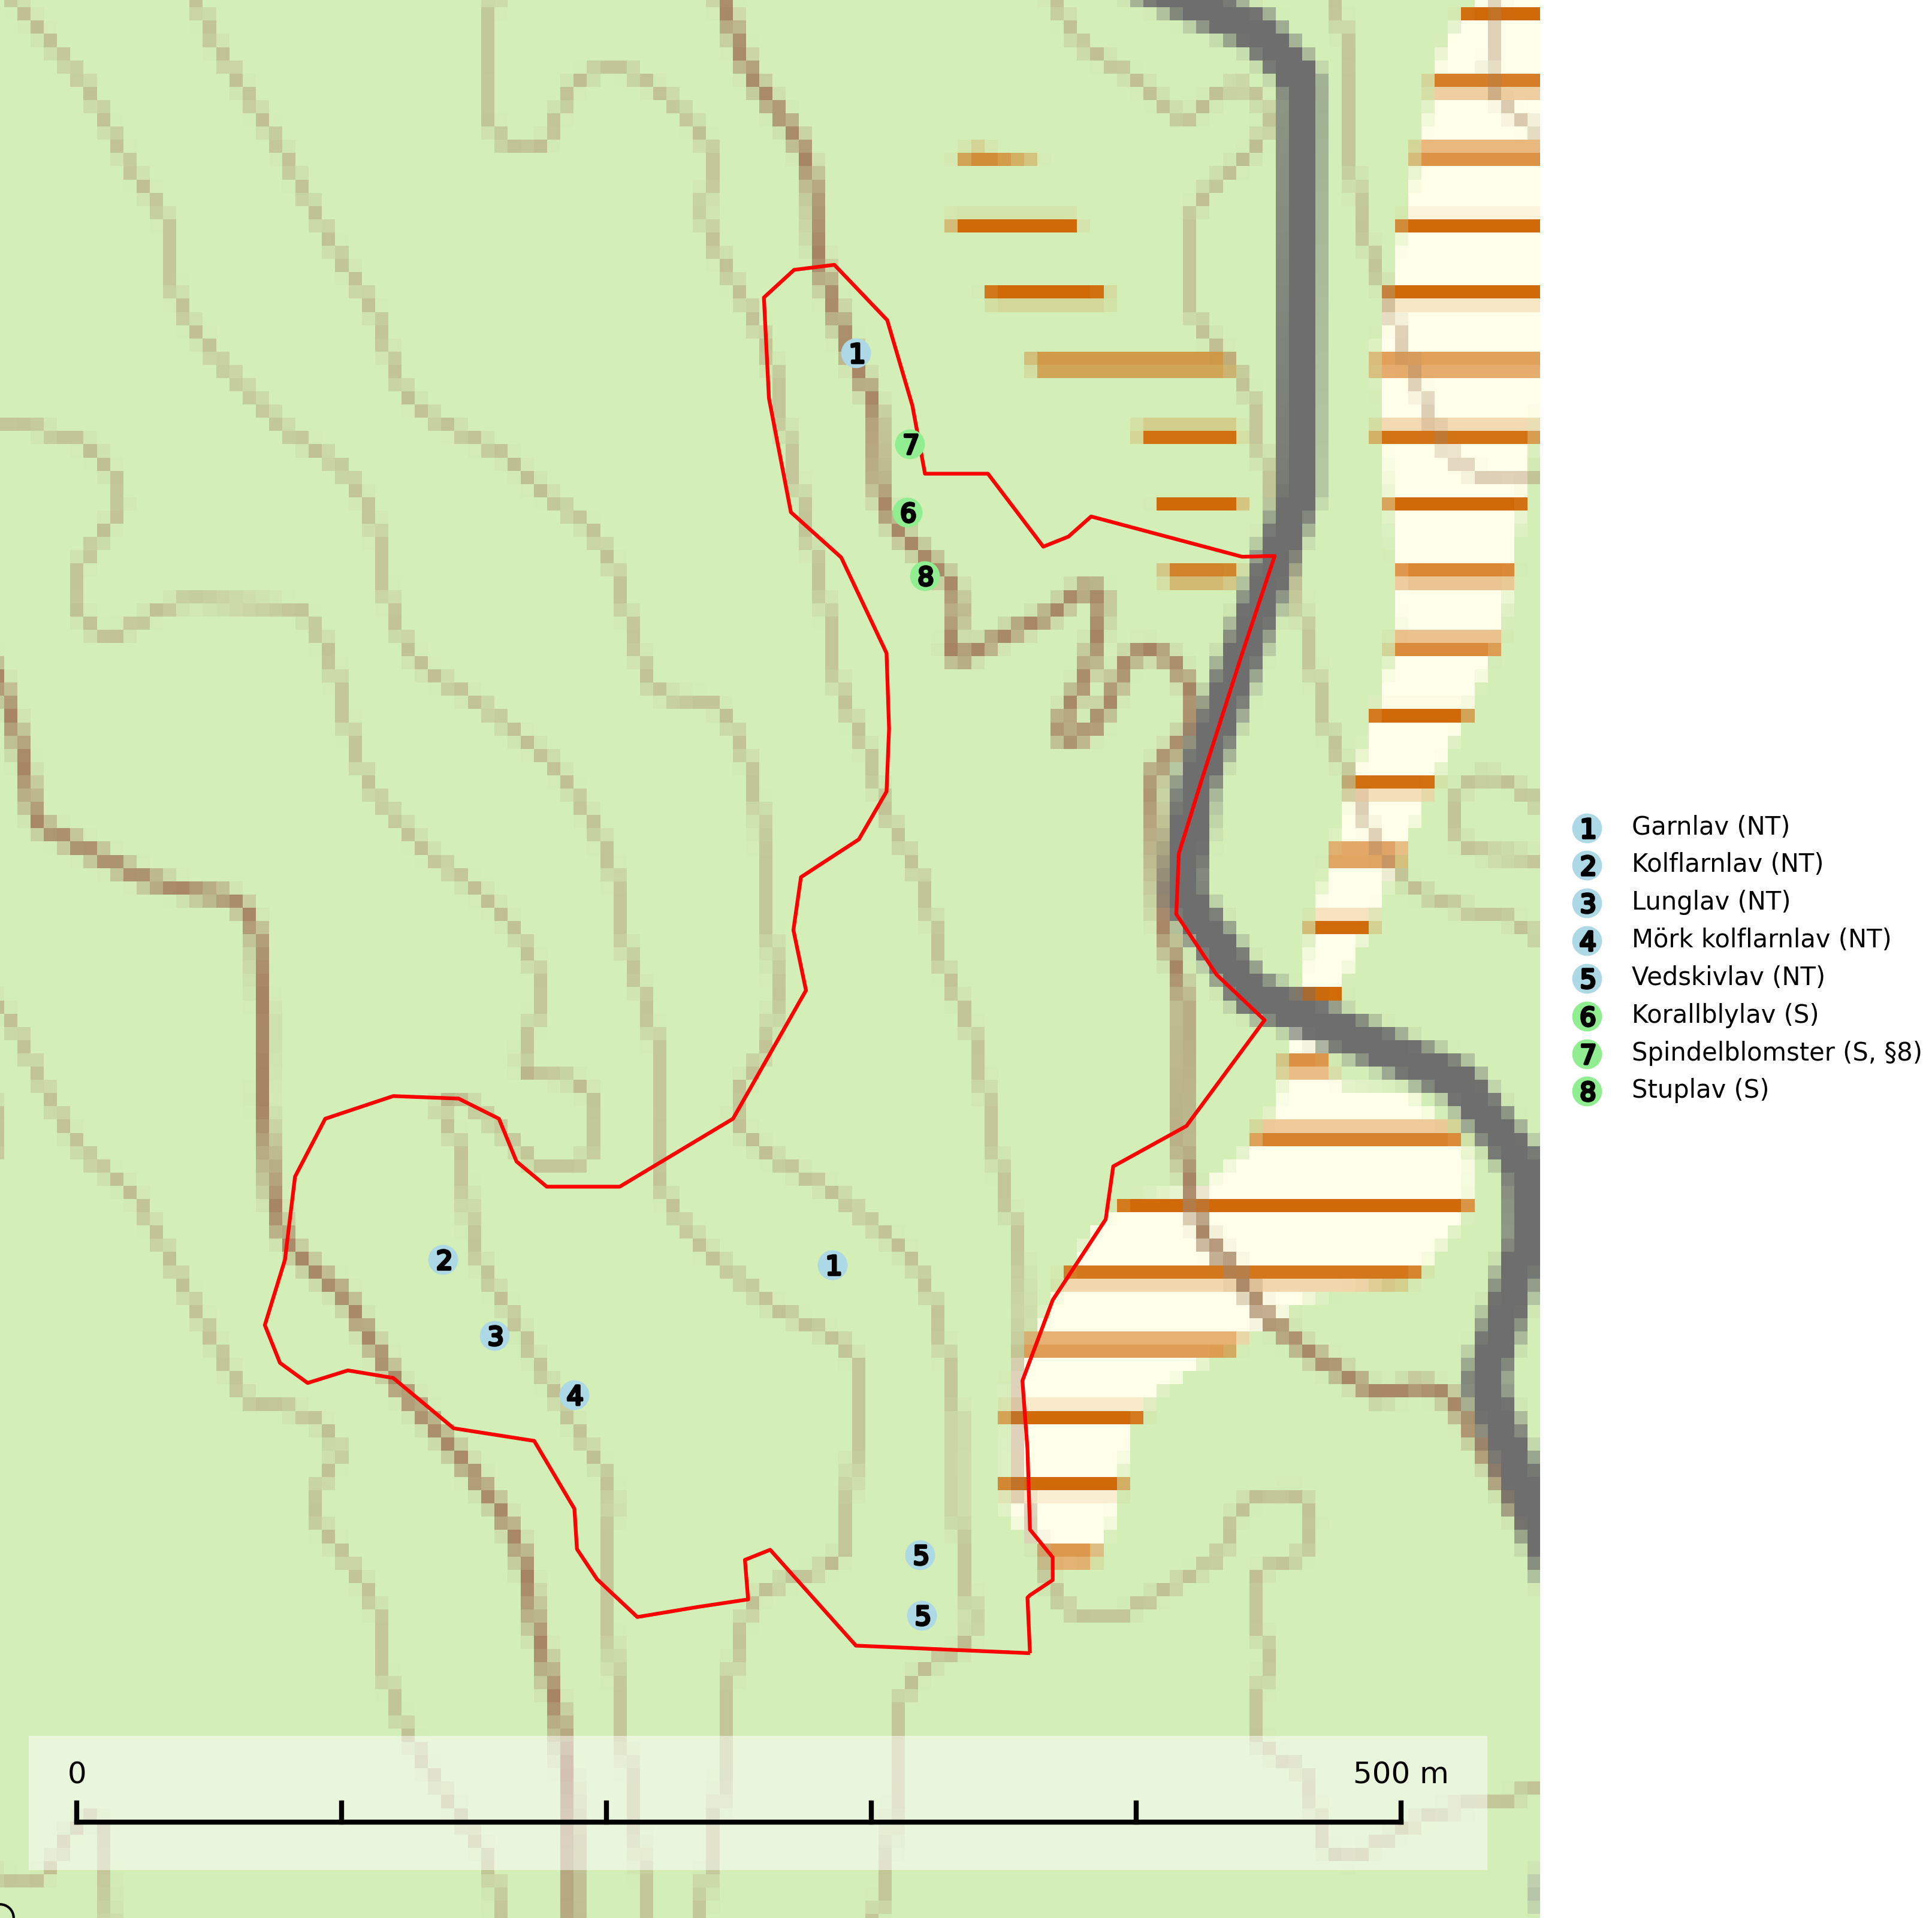 1
7
6
8
2
1
3
4
5
5
0 500 m
1 Garnlav (NT)
2 Kolflarnlav (NT)
3 Lunglav (NT)
4 Mörk kolflarnlav (NT)
5 Vedskivlav (NT)
6 Korallblylav (S)
7 Spindelblomster (S, §8)
8 Stuplav (S)